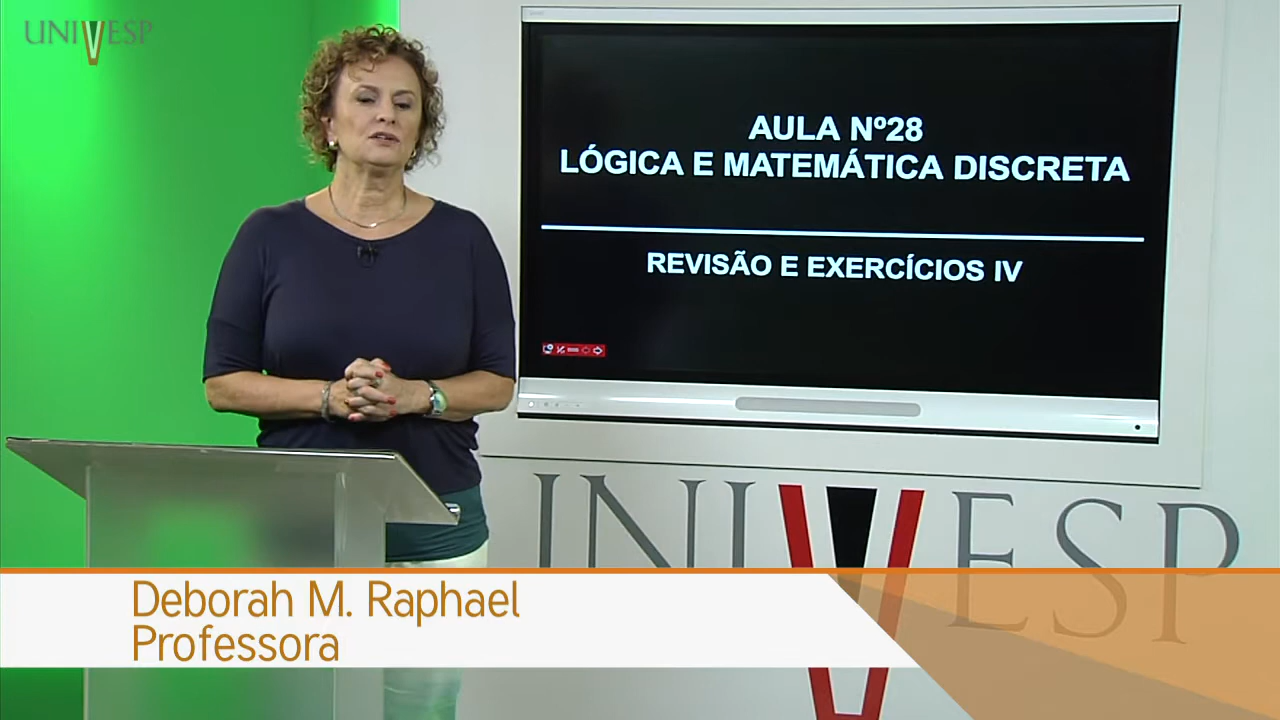 UNIVESP
AULA Nº28
LÓGICA E MATEMÁTICA DISCRETA
REVISÃO E EXERCÍCIOS IV
UNIVESP
Deborah M. Raphael
Professora